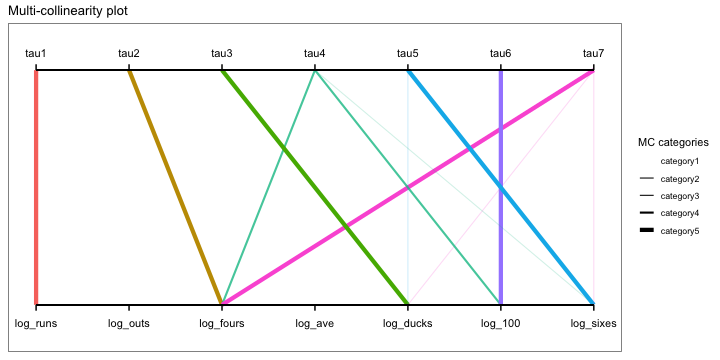 Multi-collinearity plot
tau1 tau2 tau3 tau4 tau5 tau6 tau7
MC categories
category1
category2
category3
category4
category5
log_runs log_outs log_fours log_ave log_ducks log_100 log_sixes